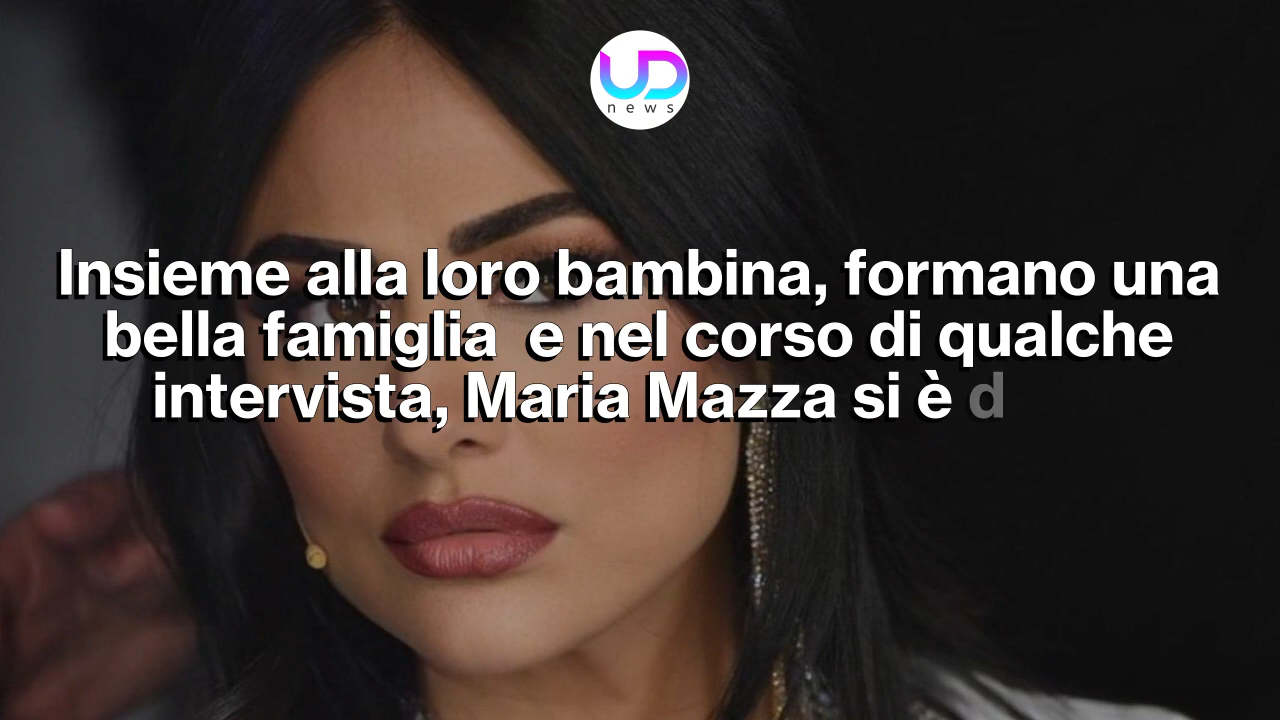 UD
news
Insieme alla loro bambina, formano una
bella famiglia  e nel corso di qualche
intervista, Maria Mazza si è d